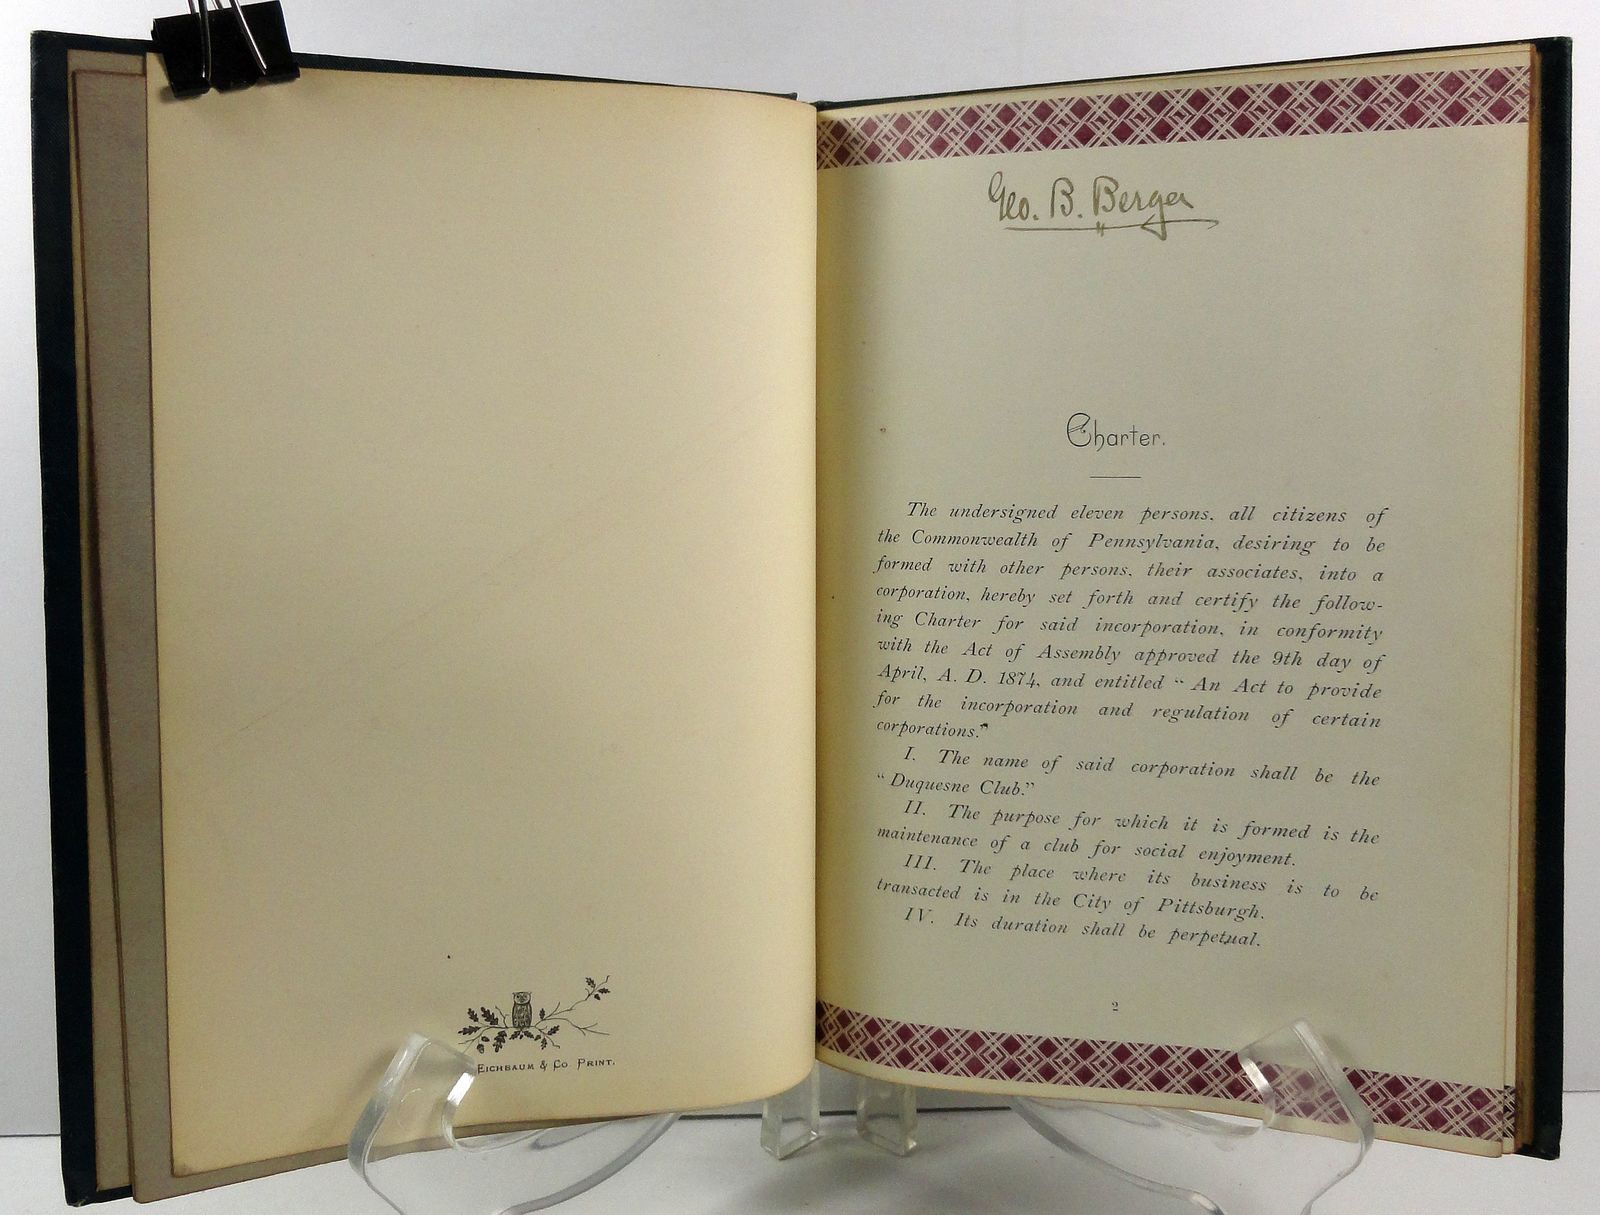 Eichbaum & Co. Print.
Geo. B. Berger
Charter.
The undersigned eleven persons, all citizens of
the Commonwealth of Pennsylvania, desiring to be
formed with other persons, their associates, into a
corporation, hereby set forth and certify the follow-
ing Charter for said incorporation, in conformity
with the Act of Assembly approved the 9th day of
April, A. D. 1874, and entitled “ An Act to provide
for the incorporation and regulation of certain
corporations.”
I. The name of said corporation shall be the
“ Duquesne Club.”
II. The purpose for which it is formed is the
maintenance of a club for social enjoyment.
III. The place where its business is to be
transacted is in the City of Pittsburgh.
IV. Its duration shall be perpetual.
2